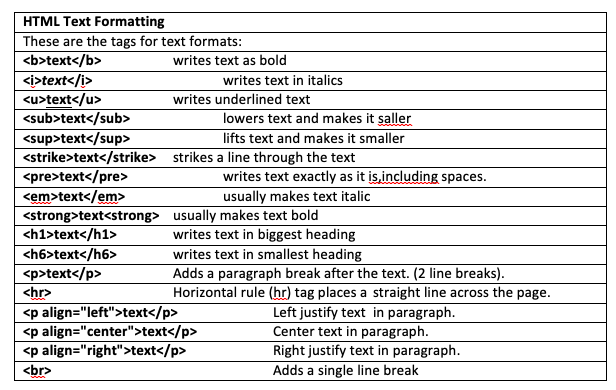 HTML Text Formatting
These are the tags for text formats:
<b>text</b> writes text as bold
<i>text</i> writes text in italics
<u>text</u> writes underlined text
<sub>text</sub> lowers text and makes it saller
<sup>text</sup> lifts text and makes it smaller
<strike>text</strike> strikes a line through the text
<pre>text</pre> writes text exactly as it is,including spaces.
<em>text</em> usually makes text italic
<strong>text<strong> usually makes text bold
<h1>text</h1> writes text in biggest heading
<h6>text</h6> writes text in smallest heading
<p>text</p> Adds a paragraph break after the text. (2 line breaks).
<hr> Horizontal rule (hr) tag places a straight line across the page.
<p align="left">text</p> Left justify text in paragraph.
<p align="center">text</p> Center text in paragraph.
<p align="right">text</p> Right justify text in paragraph.
<br> Adds a single line break